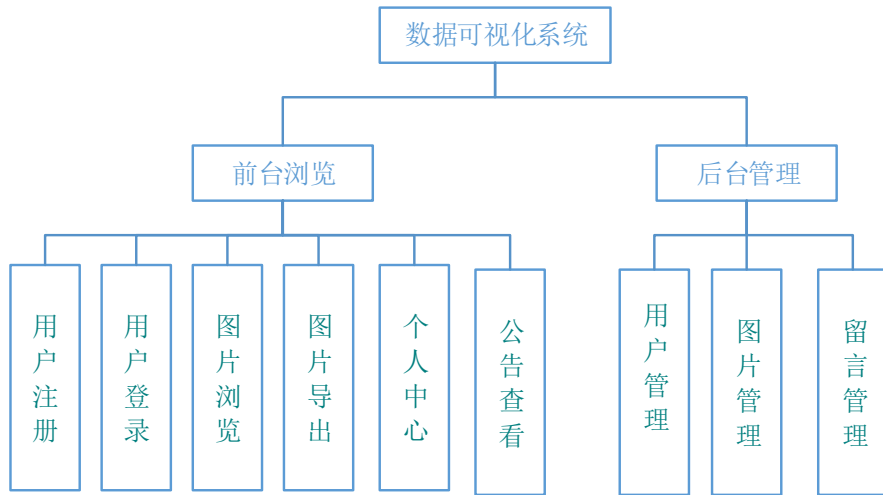 数据可视化系统
前台浏览
后台管理
用户注册
用户登录
图片浏览
图片导出
个人中心
公告查看
用户管理
图片管理
留言管理